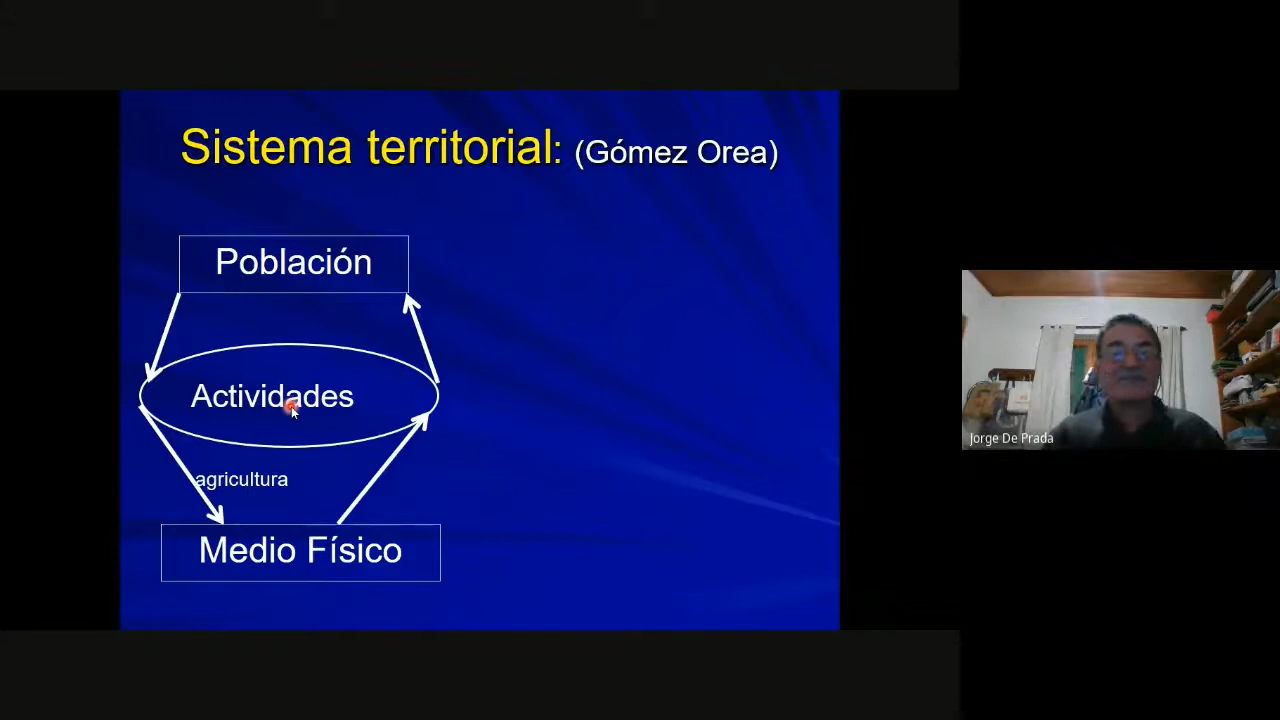 Sistema territorial: (Gómez Orea)
Población
Actividades
agricultura
Medio Físico
Jorge De Prada